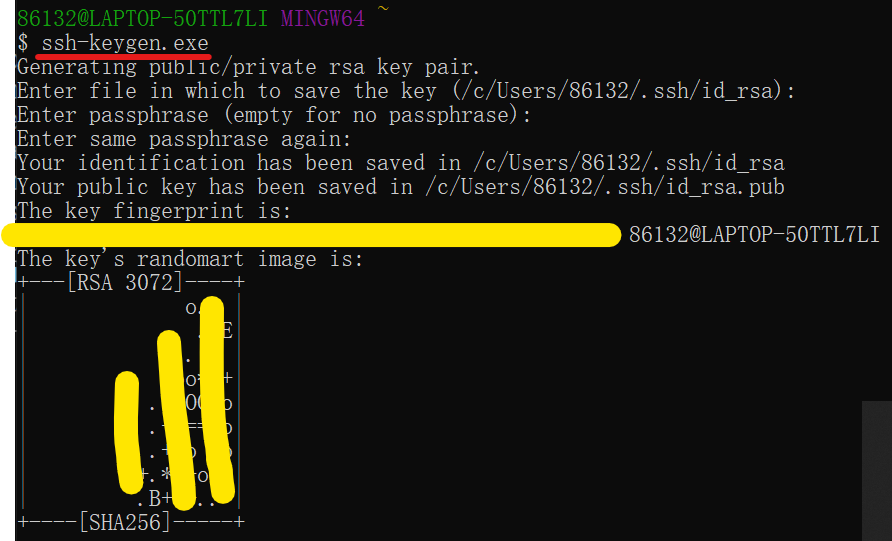 86132@LAPTOP-50TTL7LI MINGW64 ~
$ ssh-keygen.exe
Generating public/private rsa key pair.
Enter file in which to save the key (/c/Users/86132/.ssh/id_rsa):
Enter passphrase (empty for no passphrase):
Enter same passphrase again:
Your identification has been saved in /c/Users/86132/.ssh/id_rsa
Your public key has been saved in /c/Users/86132/.ssh/id_rsa.pub
The key fingerprint is:
86132@LAPTOP-50TTL7LI
The key's randomart image is:
+---[RSA 3072]----+
+----[SHA256]-----+